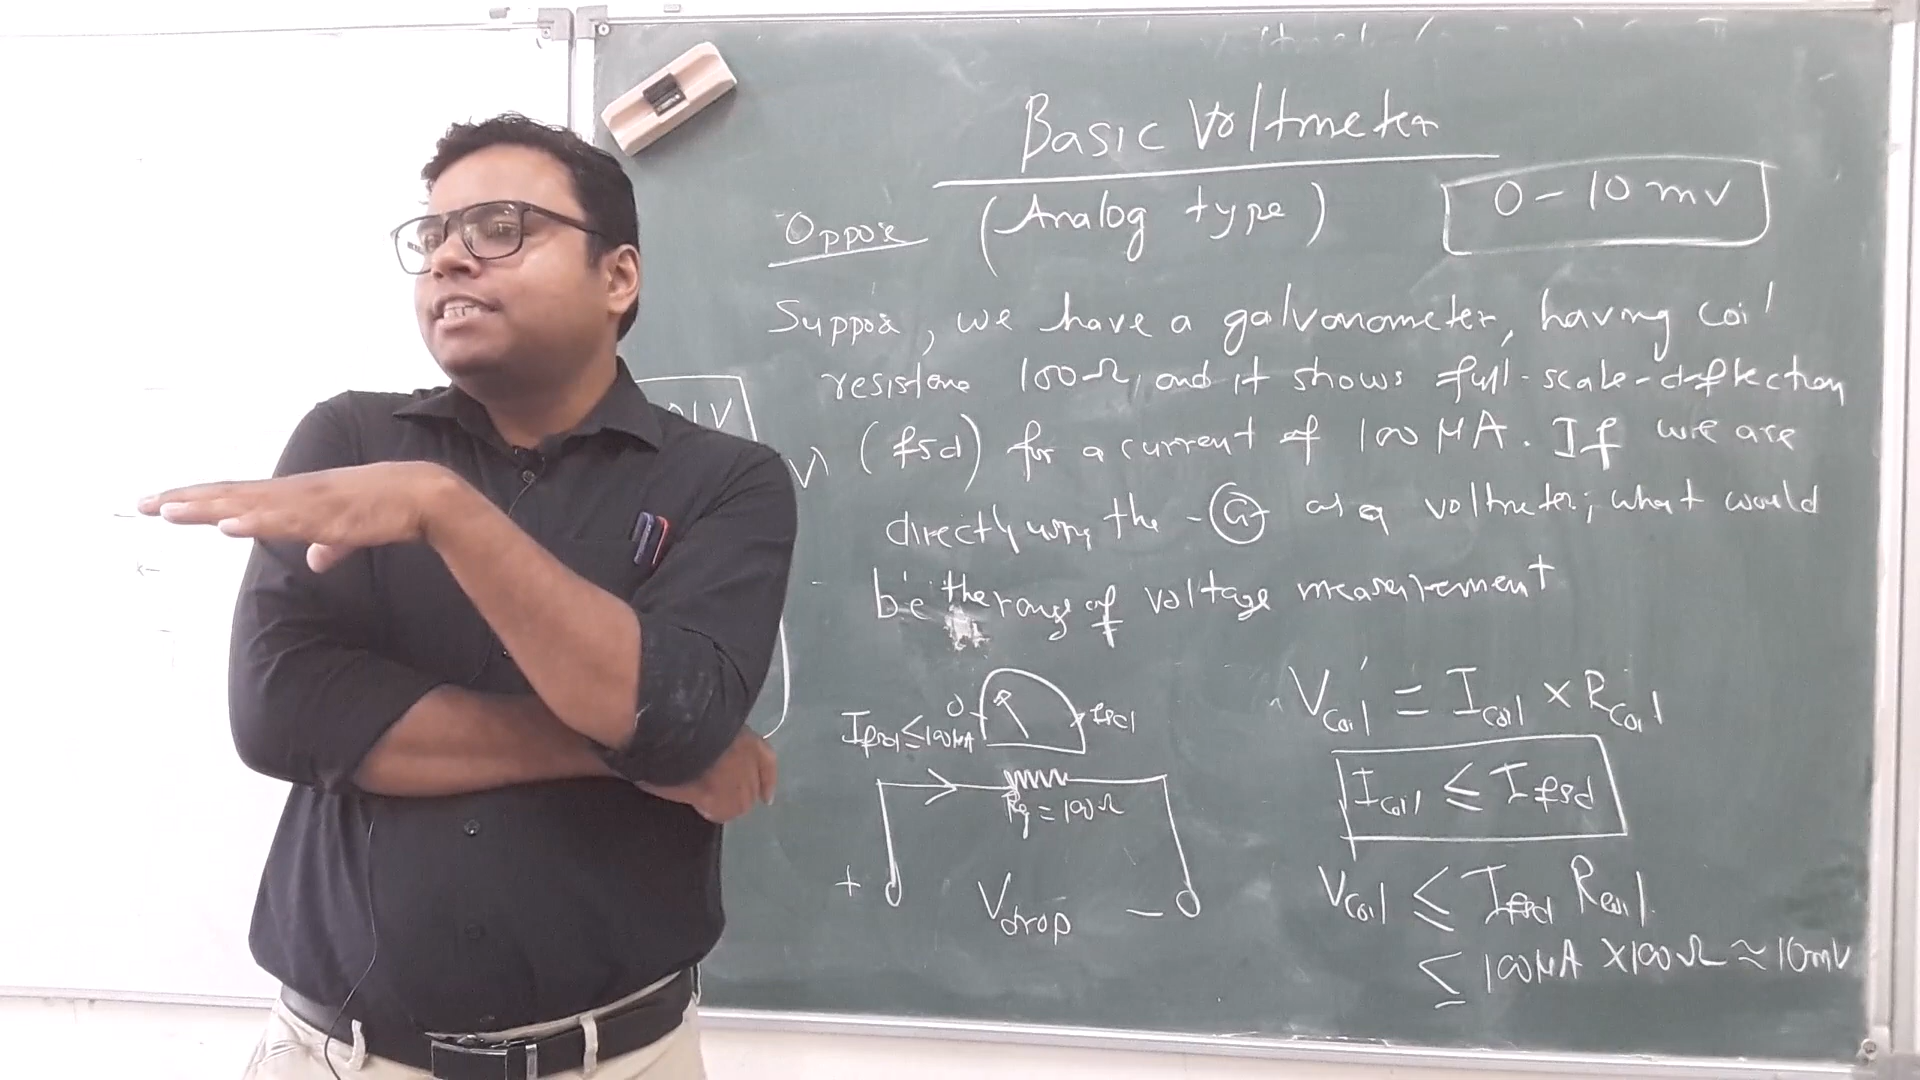 Basic Voltmeter
(Analog type)
0 - 10 mV
Oppose
Suppose, we have a galvanometer, having coil
resistance 100Ω, and it shows full-scale-deflection
V) (fsd) for a current of 100 μA. If we are
directly using the - G as a voltmeter; what would
be the range of voltage measurement
01V
0
fsd
Ifsd ≤ 100μA
Rg = 100Ω
+ Vdrop -
Vcoil = Icoil × Rcoil
Icoil ≤ Ifsd
Vcoil ≤ Ifsd Rcoil
≤ 100μA × 100Ω ≈ 10mV